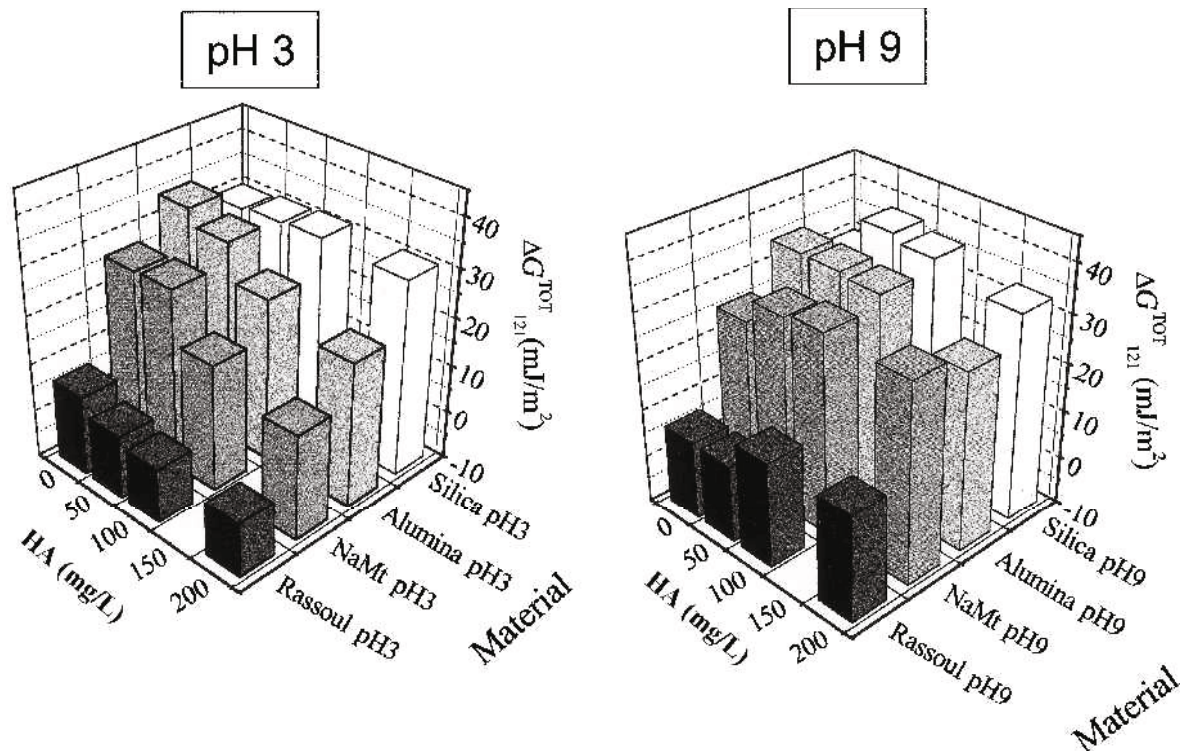 pH 3
40
30
20
10
0
-10
ΔG^TOT_121 (mJ/m²)
0
50
100
150
200
HA (mg/L)
Silica pH3
Alumina pH3
NaMt pH3
Rassoul pH3
Material
pH 9
40
30
20
10
0
-10
ΔG^TOT_121 (mJ/m²)
0
50
100
150
200
HA (mg/L)
Silica pH9
Alumina pH9
NaMt pH9
Rassoul pH9
Material